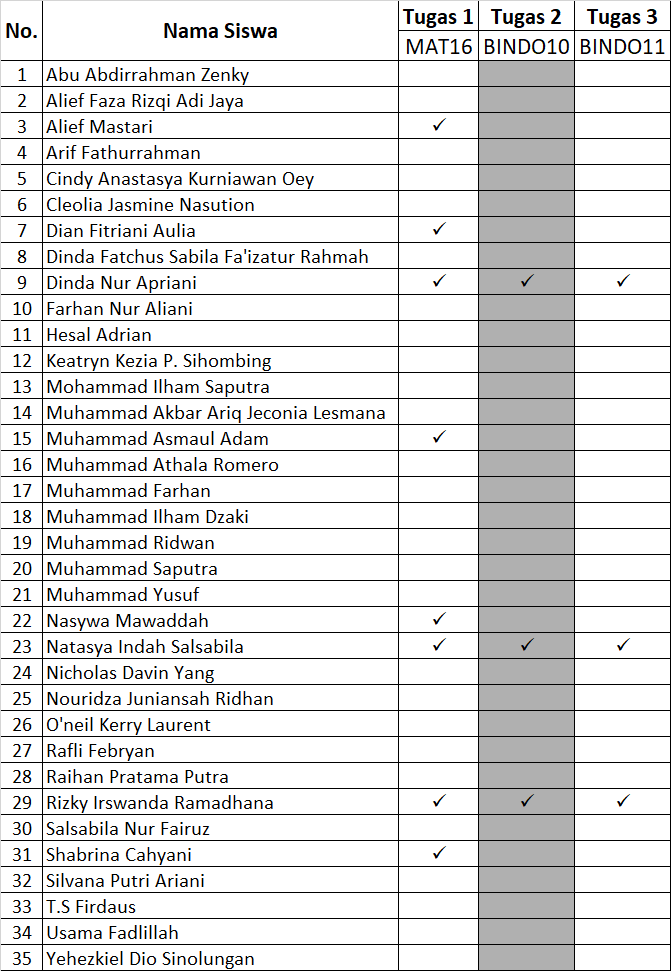 No. Nama Siswa Tugas 1 Tugas 2 Tugas 3
MAT16 BINDO10 BINDO11
1 Abu Abdirrahman Zenky
2 Alief Faza Rizqi Adi Jaya
3 Alief Mastari ✓
4 Arif Fathurrahman
5 Cindy Anastasya Kurniawan Oey
6 Cleolia Jasmine Nasution
7 Dian Fitriani Aulia ✓
8 Dinda Fatchus Sabila Fa'izatur Rahmah
9 Dinda Nur Apriani ✓ ✓ ✓
10 Farhan Nur Aliani
11 Hesal Adrian
12 Keatryn Kezia P. Sihombing
13 Mohammad Ilham Saputra
14 Muhammad Akbar Ariq Jeconia Lesmana
15 Muhammad Asmaul Adam ✓
16 Muhammad Athala Romero
17 Muhammad Farhan
18 Muhammad Ilham Dzaki
19 Muhammad Ridwan
20 Muhammad Saputra
21 Muhammad Yusuf
22 Nasywa Mawaddah ✓
23 Natasya Indah Salsabila ✓ ✓ ✓
24 Nicholas Davin Yang
25 Nouridza Juniansah Ridhan
26 O'neil Kerry Laurent
27 Rafli Febryan
28 Raihan Pratama Putra
29 Rizky Irswanda Ramadhana ✓ ✓ ✓
30 Salsabila Nur Fairuz
31 Shabrina Cahyani ✓
32 Silvana Putri Ariani
33 T.S Firdaus
34 Usama Fadlillah
35 Yehezkiel Dio Sinolungan